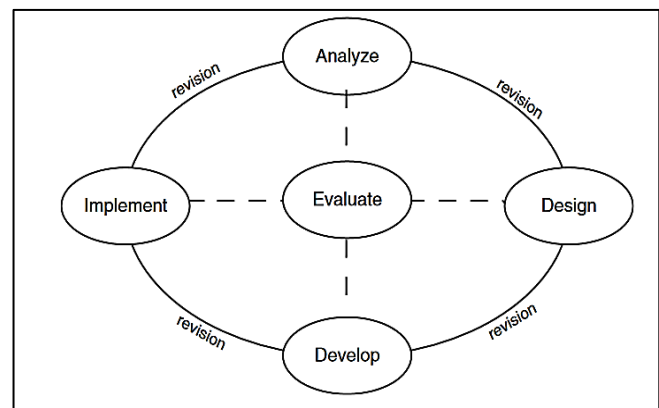 Analyze
revision
revision
Implement
Evaluate
Design
revision
revision
Develop